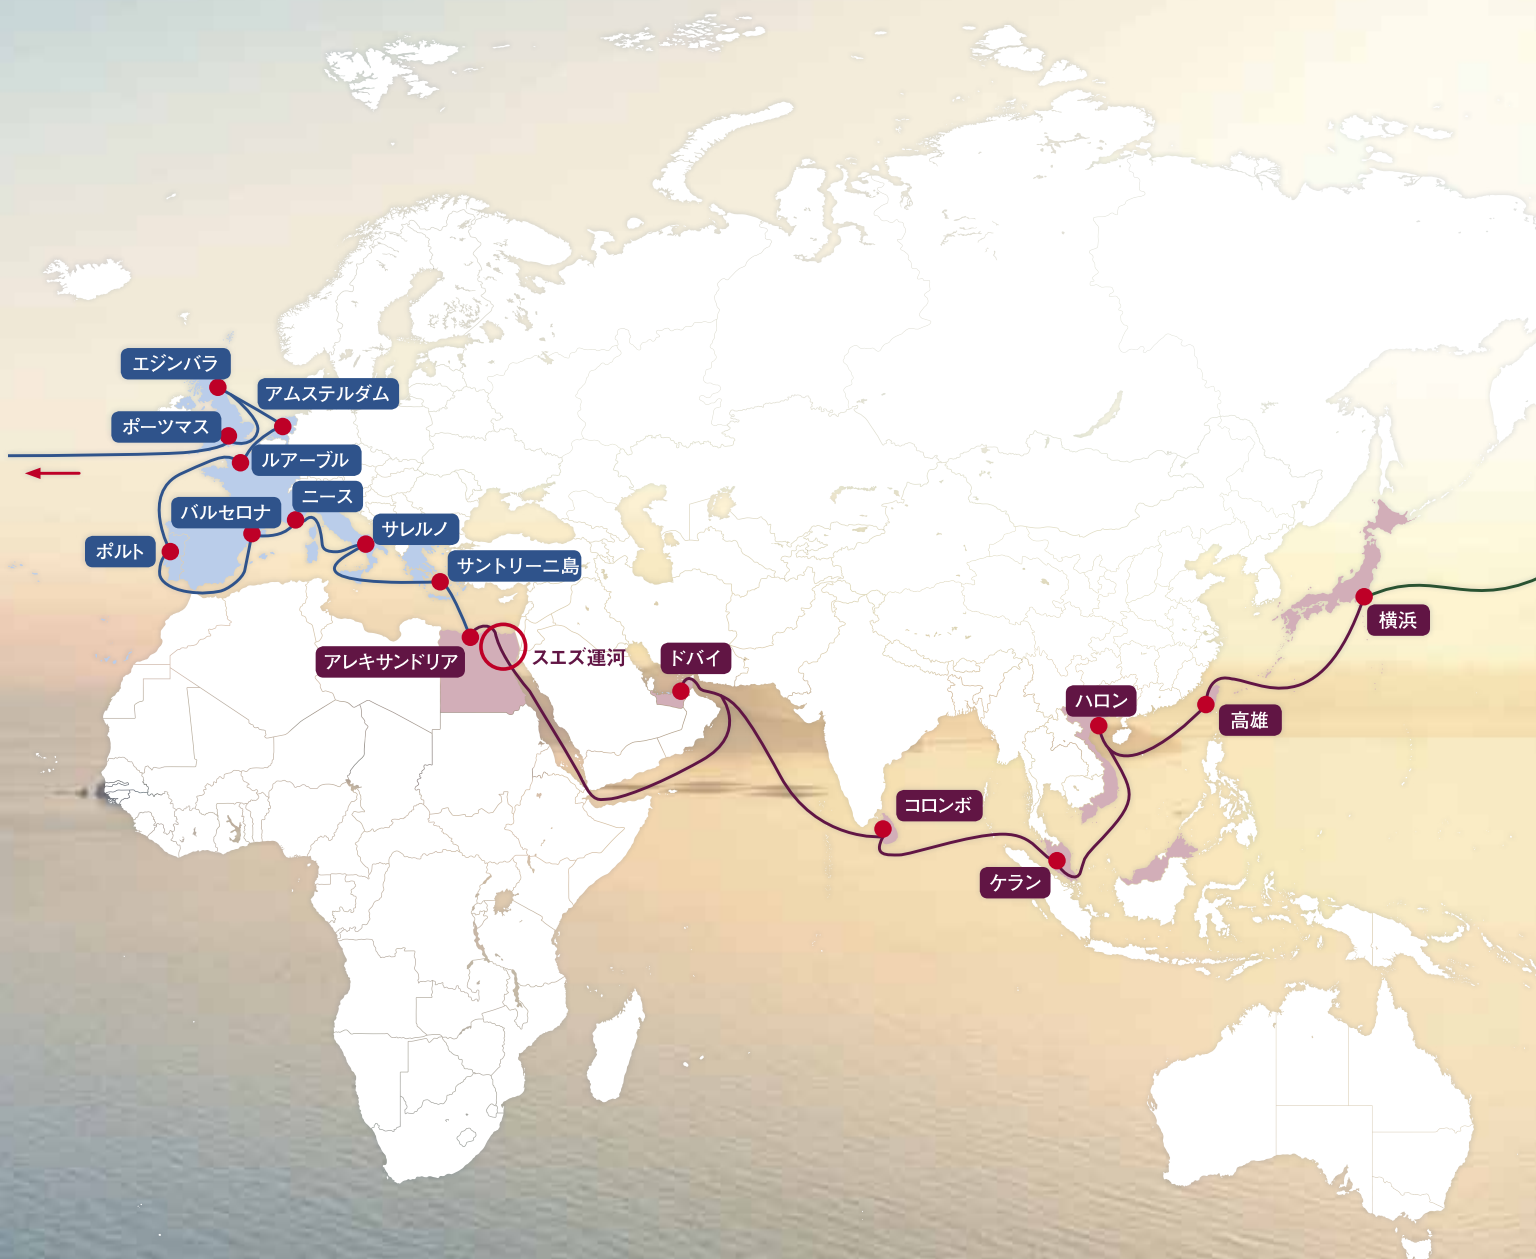 エジンバラ
アムステルダム
ポーツマス
ルアーブル
ニース
バルセロナ
サレルノ
ポルト
サントリーニ島
アレキサンドリア
スエズ運河
ドバイ
横浜
ハロン
高雄
コロンボ
ケラン